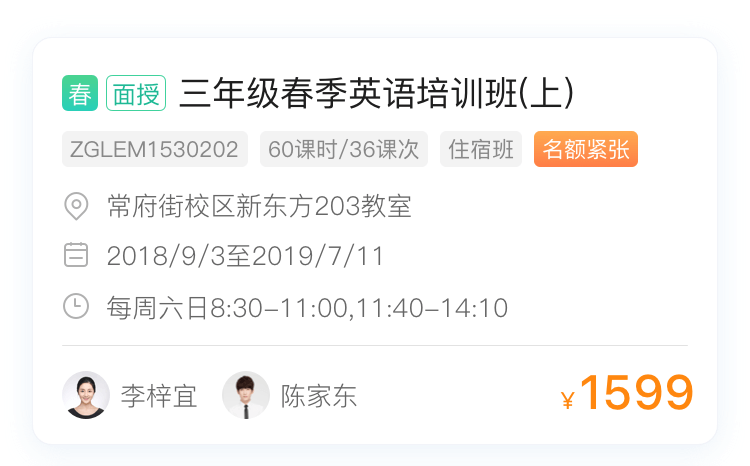 春 面授 三年级春季英语培训班(上)
ZGLEM1530202 60课时/36课次 住宿班 名额紧张
常府街校区新东方203教室
2018/9/3至2019/7/11
每周六日8:30-11:00,11:40-14:10
李梓宜 陈家东 ¥1599